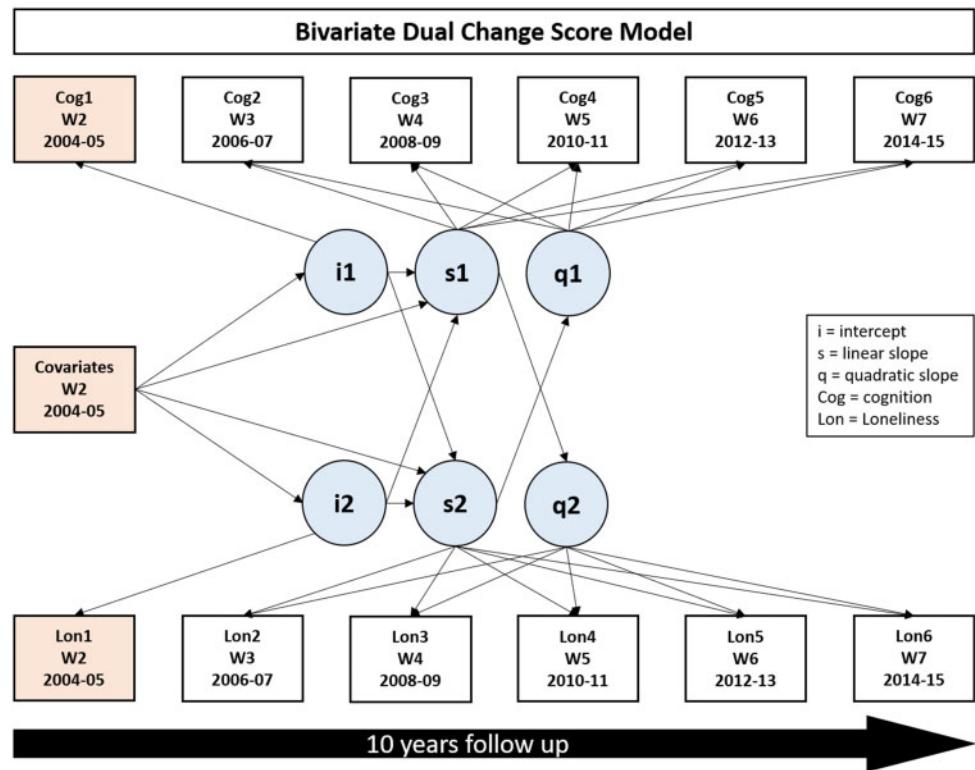 Bivariate Dual Change Score Model
Cog1
W2
2004-05
Cog2
W3
2006-07
Cog3
W4
2008-09
Cog4
W5
2010-11
Cog5
W6
2012-13
Cog6
W7
2014-15
i1
s1
q1
Covariates
W2
2004-05
i = intercept
s = linear slope
q = quadratic slope
Cog = cognition
Lon = Loneliness
i2
s2
q2
Lon1
W2
2004-05
Lon2
W3
2006-07
Lon3
W4
2008-09
Lon4
W5
2010-11
Lon5
W6
2012-13
Lon6
W7
2014-15
10 years follow up